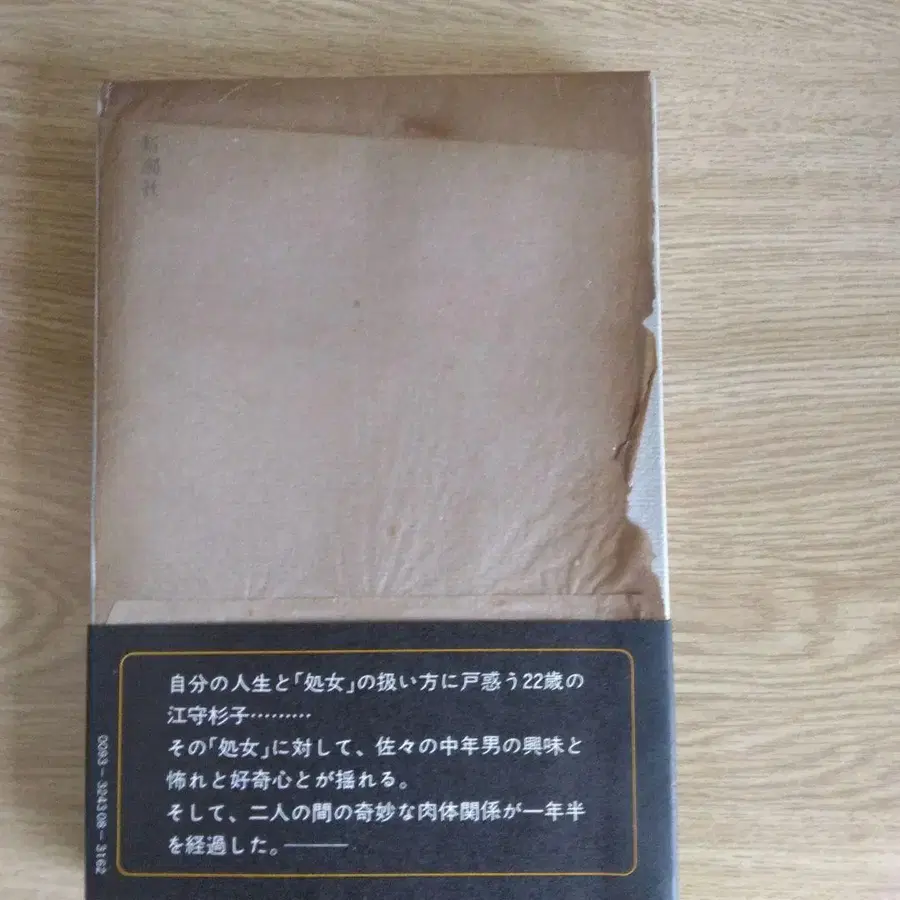 新潮社
自分の人生と「処女」の扱い方に戸惑う22歳の
江守杉子………
その「処女」に対して、佐々の中年男の興味と
怖れと好奇心とが揺れる。
そして、二人の間の奇妙な肉体関係が一年半
を経過した。———
0093-324308-3162